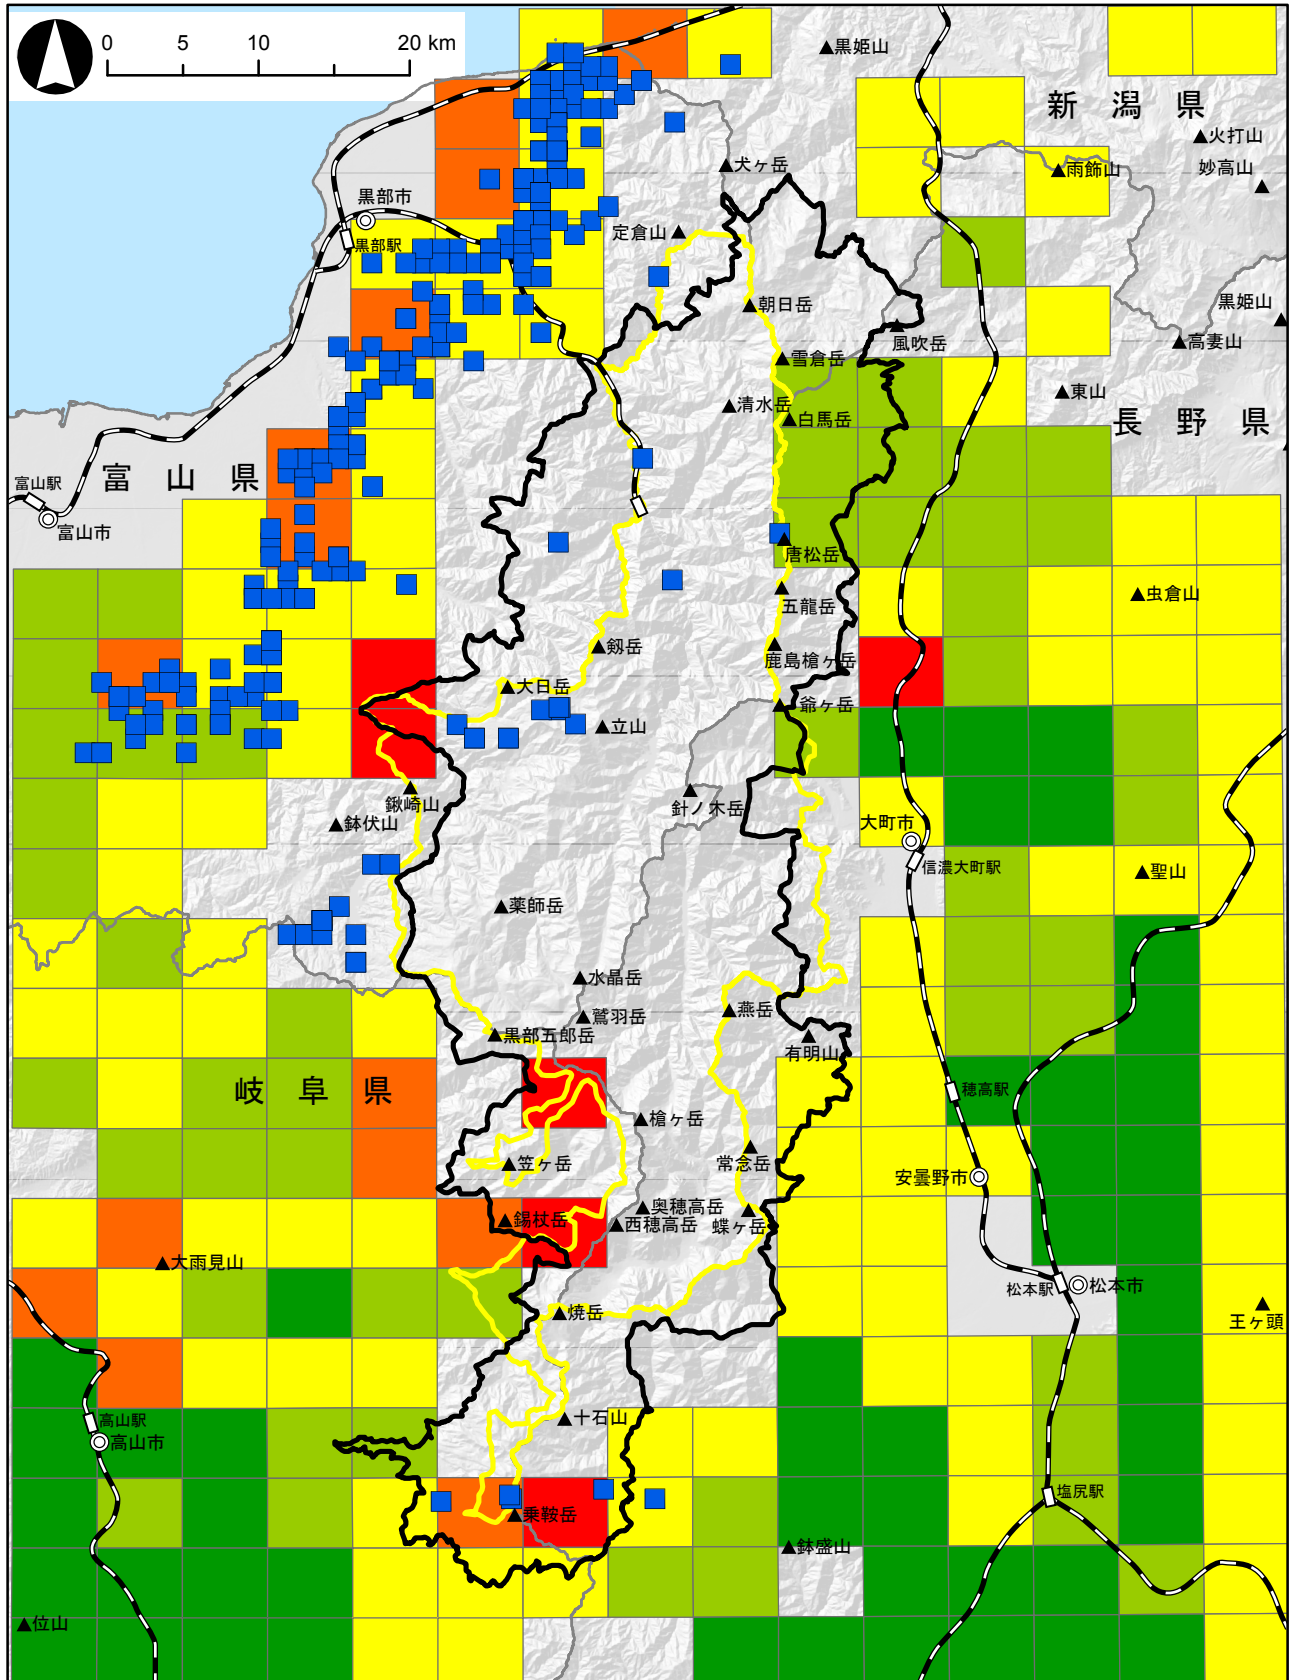 0 5 10 20 km
▲黒姫山
新潟県
▲火打山
妙高山
▲犬ヶ岳
▲雨飾山
黒部市
黒部駅
定倉山▲
▲朝日岳
黒姫山
風吹岳
▲高妻山
▲雪倉岳
▲東山
▲清水岳
▲白馬岳
長野県
富山県
富山駅
富山市
唐松岳
五龍岳
▲虫倉山
▲剱岳
鹿島槍ヶ岳
▲大日岳
▲爺ヶ岳
▲立山
鍬崎山
針ノ木岳
▲鉢伏山
大町市
信濃大町駅
▲聖山
▲薬師岳
▲水晶岳
▲鷲羽岳
▲燕岳
▲黒部五郎岳
有明山
岐阜県
穂高駅
▲槍ヶ岳
▲笠ヶ岳
常念岳
安曇野市
▲奥穂高岳
▲錫杖岳
▲西穂高岳
蝶ヶ岳
▲大雨見山
松本駅
松本市
▲焼岳
王ヶ頭
▲十石山
高山駅
高山市
塩尻駅
▲乗鞍岳
▲鉢盛山
▲位山